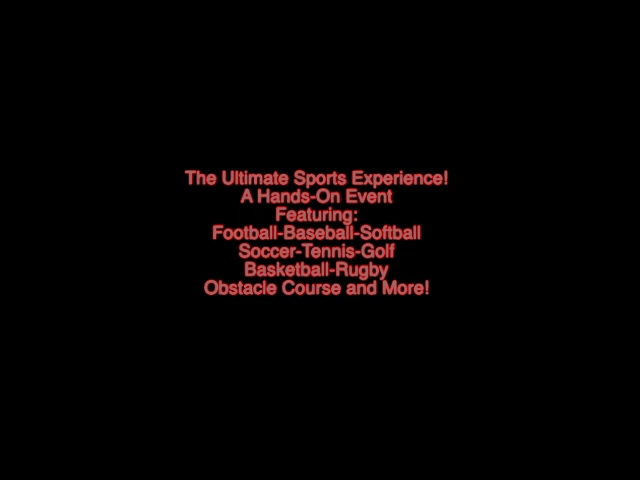 The Ultimate Sports Experience!
A Hands-On Event
Featuring:
Football-Baseball-Softball
Soccer-Tennis-Golf
Basketball-Rugby
Obstacle Course and More!